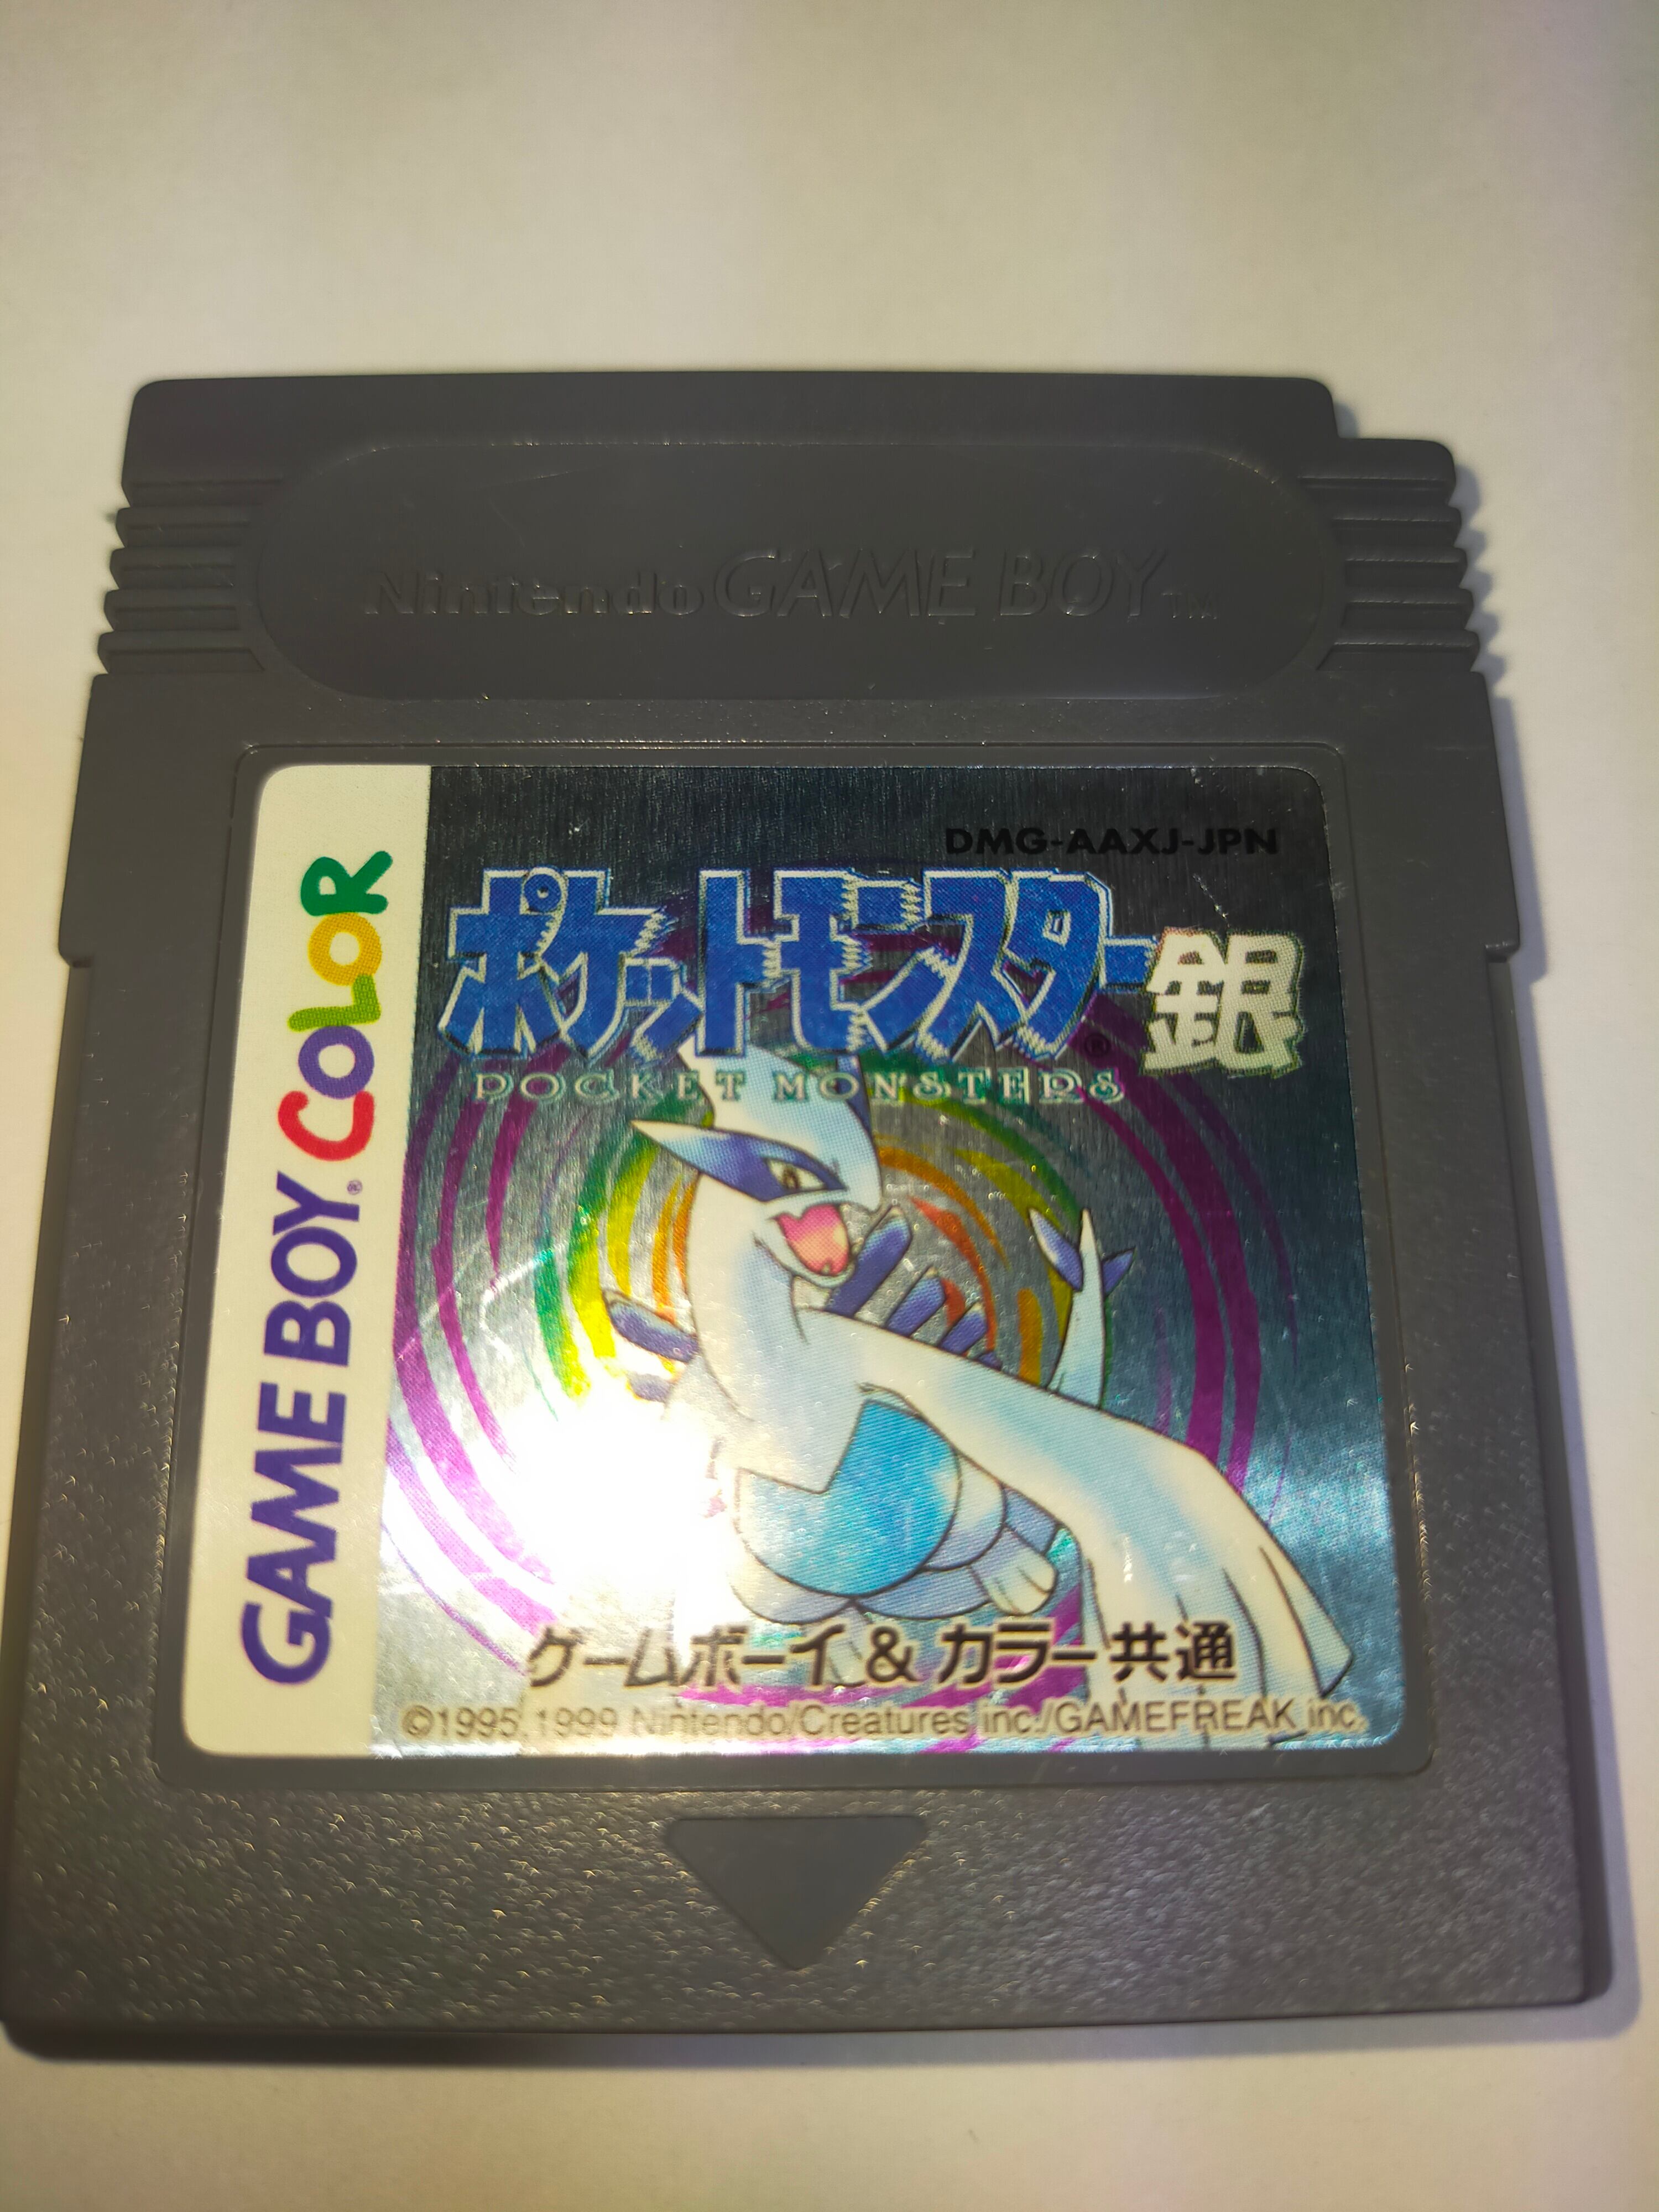 Nintendo GAME BOY TM
DMG-AAXJ-JPN
ポケットモンスター銀
®
POCKET MONSTERS
GAME BOY® COLOR
ゲームボーイ & カラー共通
©1995,1999 Nintendo/Creatures inc./GAMEFREAK inc.